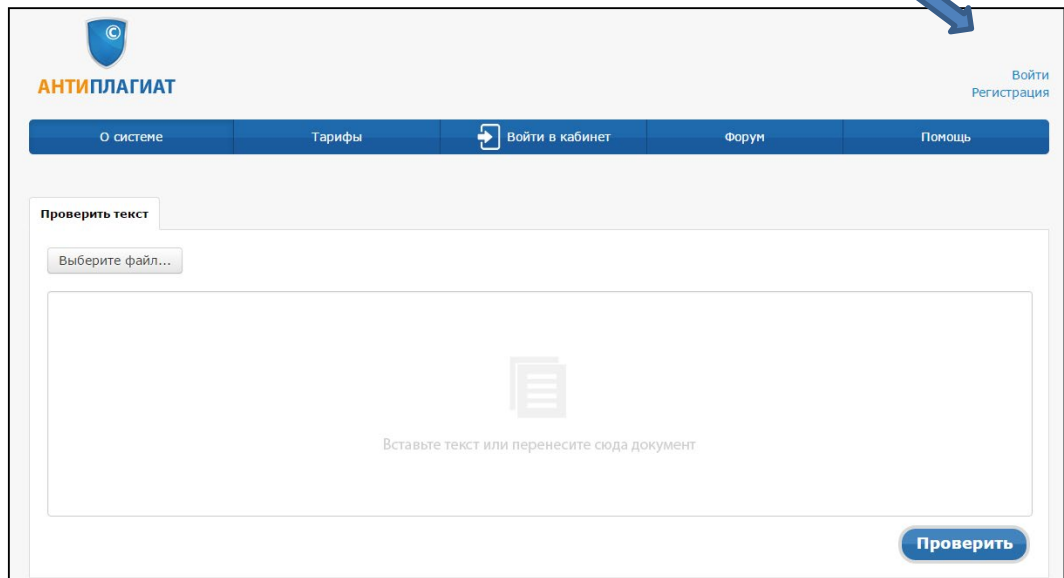 ©
АНТИПЛАГИАТ
Войти
Регистрация
О системе
Тарифы
Войти в кабинет
Форум
Помощь
Проверить текст
Выберите файл...
Вставьте текст или перенесите сюда документ
Проверить